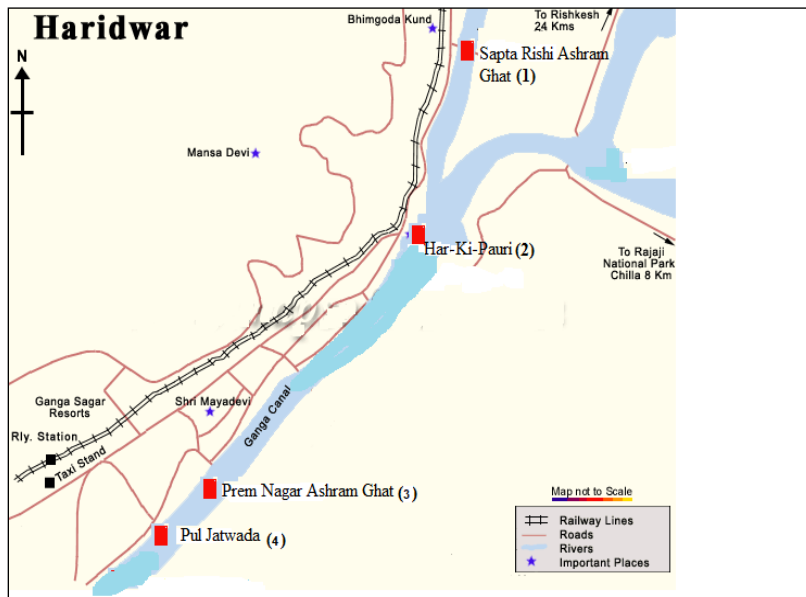 Haridwar
N
Bhimgoda Kund
To Rishkesh
24 Kms
Sapta Rishi Ashram
Ghat (1)
Mansa Devi
Har-Ki-Pauri (2)
To Rajaji
National Park
Chilla 8 Km
Ganga Sagar
Resorts
Shri Mayadevi
Ganga Canal
Rly. Station
Taxi Stand
Prem Nagar Ashram Ghat (3)
Pul Jatwada (4)
Map not to Scale
Railway Lines
Roads
Rivers
Important Places